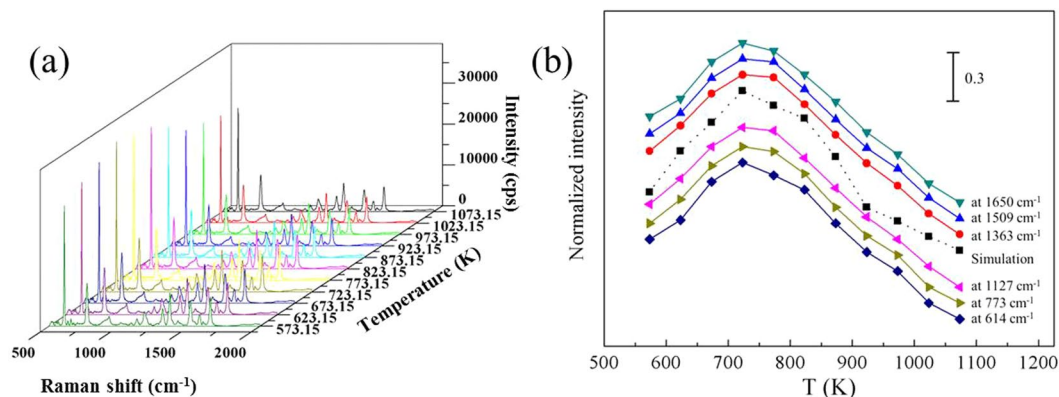 (a)
30000
20000
10000
0
Intensity (cps)
1073.15
1023.15
973.15
923.15
873.15
823.15
773.15
723.15
673.15
623.15
573.15
Temperature (K)
500
1000
1500
2000
Raman shift (cm⁻¹)
(b)
0.3
Normalized intensity
at 1650 cm⁻¹
at 1509 cm⁻¹
at 1363 cm⁻¹
Simulation
at 1127 cm⁻¹
at 773 cm⁻¹
at 614 cm⁻¹
500
600
700
800
900
1000
1100
1200
T (K)